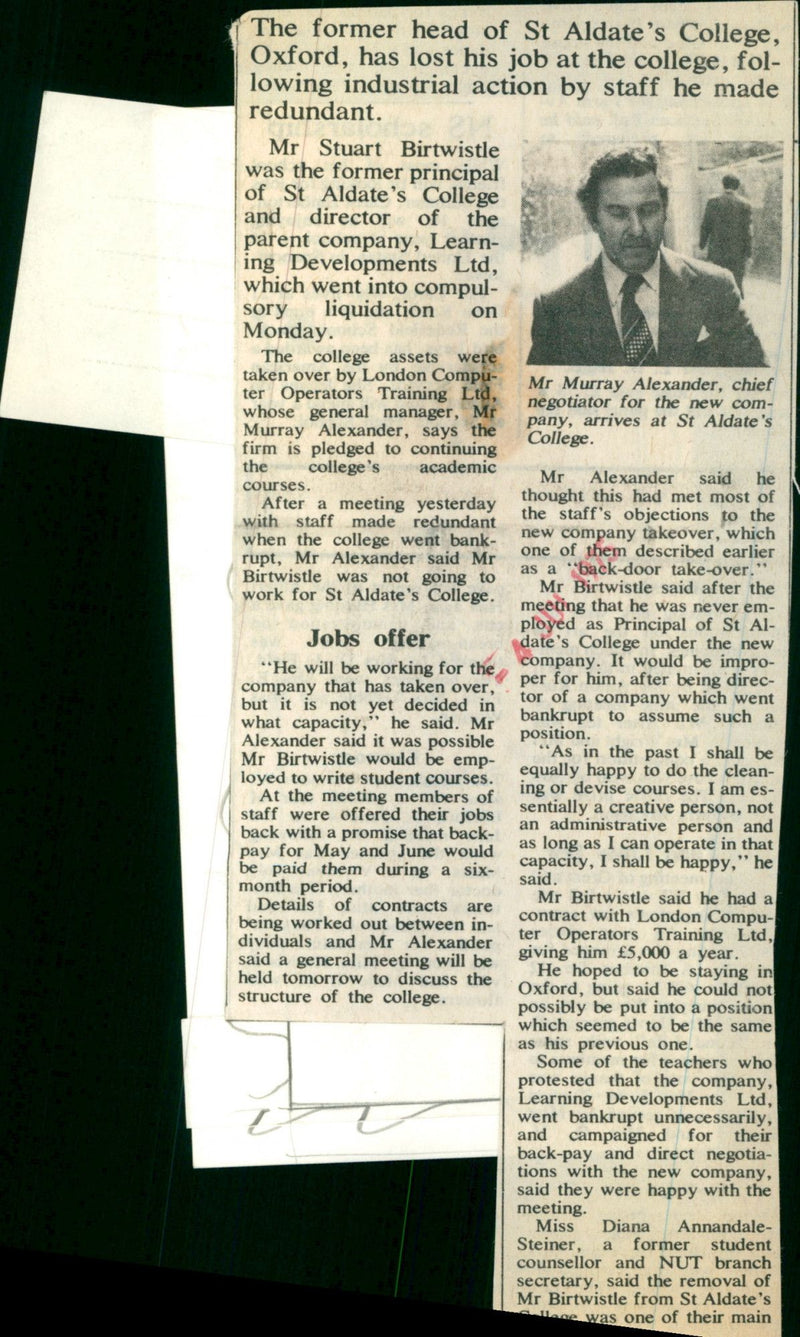 The former head of St Aldate's College,
Oxford, has lost his job at the college, fol-
lowing industrial action by staff he made
redundant.
Mr Stuart Birtwistle
was the former principal
of St Aldate's College
and director of the
parent company, Learn-
ing Developments Ltd,
which went into compul-
sory liquidation on
Monday.
The college assets were
taken over by London Compu-
ter Operators Training Ltd,
whose general manager, Mr
Murray Alexander, says the
firm is pledged to continuing
the college's academic
courses.
After a meeting yesterday
with staff made redundant
when the college went bank-
rupt, Mr Alexander said Mr
Birtwistle was not going to
work for St Aldate's College.
Jobs offer
"He will be working for the
company that has taken over,
but it is not yet decided in
what capacity," he said. Mr
Alexander said it was possible
Mr Birtwistle would be emp-
loyed to write student courses.
At the meeting members of
staff were offered their jobs
back with a promise that back-
pay for May and June would
be paid them during a six-
month period.
Details of contracts are
being worked out between in-
dividuals and Mr Alexander
said a general meeting will be
held tomorrow to discuss the
structure of the college.
Mr Murray Alexander, chief
negotiator for the new com-
pany, arrives at St Aldate's
College.
Mr Alexander said he
thought this had met most of
the staff's objections to the
new company takeover, which
one of them described earlier
as a "back-door take-over."
Mr Birtwistle said after the
meeting that he was never em-
ployed as Principal of St Al-
date's College under the new
company. It would be impro-
per for him, after being direc-
tor of a company which went
bankrupt to assume such a
position.
"As in the past I shall be
equally happy to do the clean-
ing or devise courses. I am es-
sentially a creative person, not
an administrative person and
as long as I can operate in that
capacity, I shall be happy," he
said.
Mr Birtwistle said he had a
contract with London Compu-
ter Operators Training Ltd,
giving him £5,000 a year.
He hoped to be staying in
Oxford, but said he could not
possibly be put into a position
which seemed to be the same
as his previous one.
Some of the teachers who
protested that the company,
Learning Developments Ltd,
went bankrupt unnecessarily,
and campaigned for their
back-pay and direct negotia-
tions with the new company,
said they were happy with the
meeting.
Miss Diana Annandale-
Steiner, a former student
counsellor and NUT branch
secretary, said the removal of
Mr Birtwistle from St Aldate's
College was one of their main